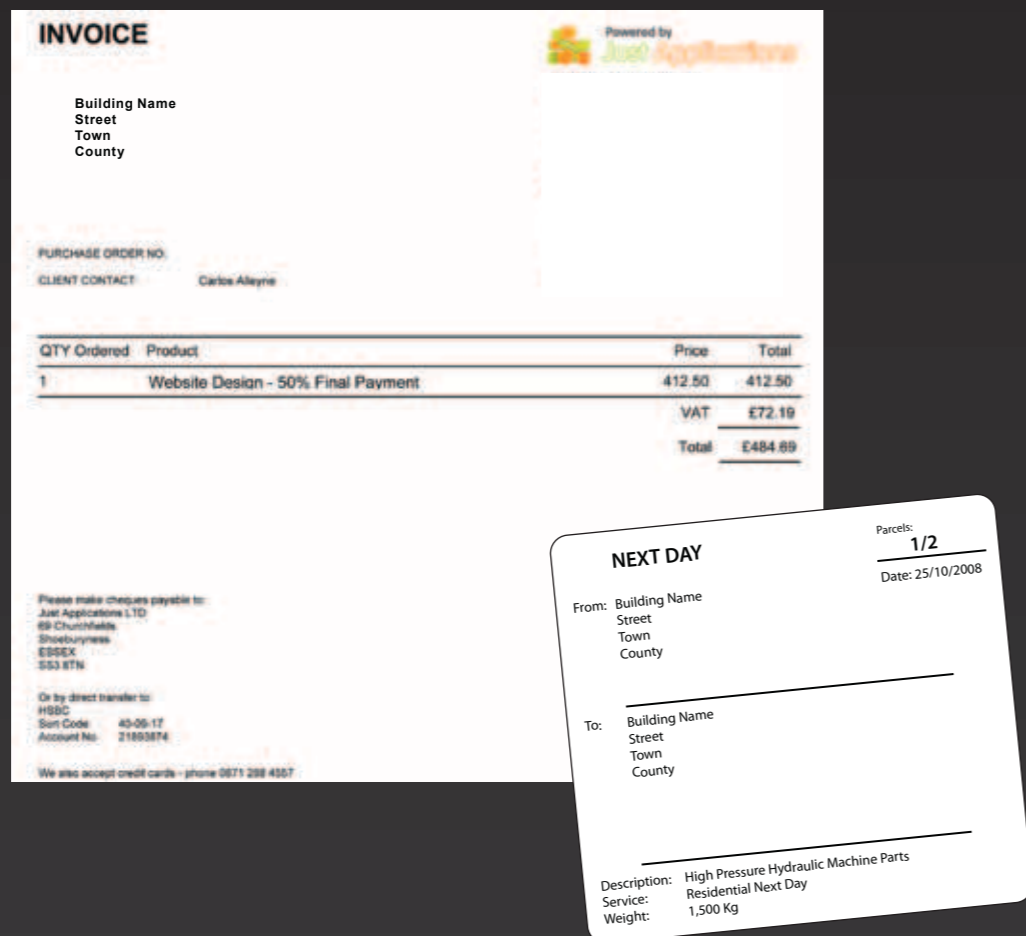 INVOICE
Powered by
Just Applications
Building Name
Street
Town
County
PURCHASE ORDER NO.
CLIENT CONTACT Carlos Alleyne
QTY Ordered Product Price Total
1 Website Design - 50% Final Payment 412.50 412.50
VAT £72.19
Total £484.69
Please make cheques payable to:
Just Applications LTD
69 Churchfields
Shoeburyness
ESSEX
SS3 8TN
Or by direct transfer to:
HSBC
Sort Code 40-06-17
Account No. 21893874
We also accept credit cards - phone 0871 288 4567
NEXT DAY
Parcels:
1/2
Date: 25/10/2008
From: Building Name
Street
Town
County
To: Building Name
Street
Town
County
Description: High Pressure Hydraulic Machine Parts
Service: Residential Next Day
Weight: 1,500 Kg